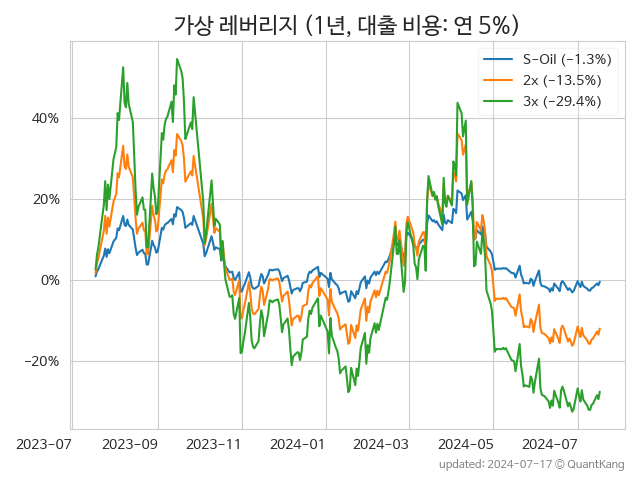 가상 레버리지 (1년, 대출 비용: 연 5%)
S-Oil (−1.3%)
2x (−13.5%)
3x (−29.4%)
40%
20%
0%
−20%
2023-07 2023-09 2023-11 2024-01 2024-03 2024-05 2024-07
updated: 2024-07-17 © QuantKang